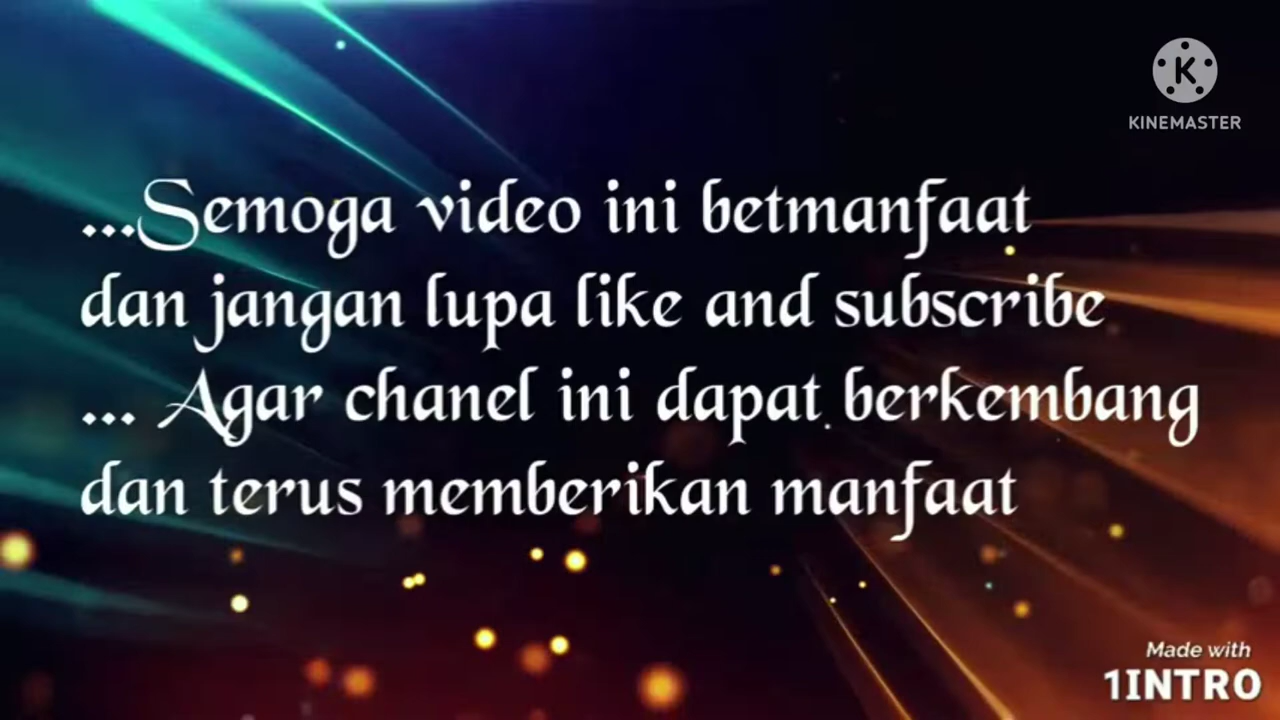 KINEMASTER
...Semoga video ini betmanfaat
dan jangan lupa like and subscribe
... Agar chanel ini dapat berkembang
dan terus memberikan manfaat
Made with
1INTRO